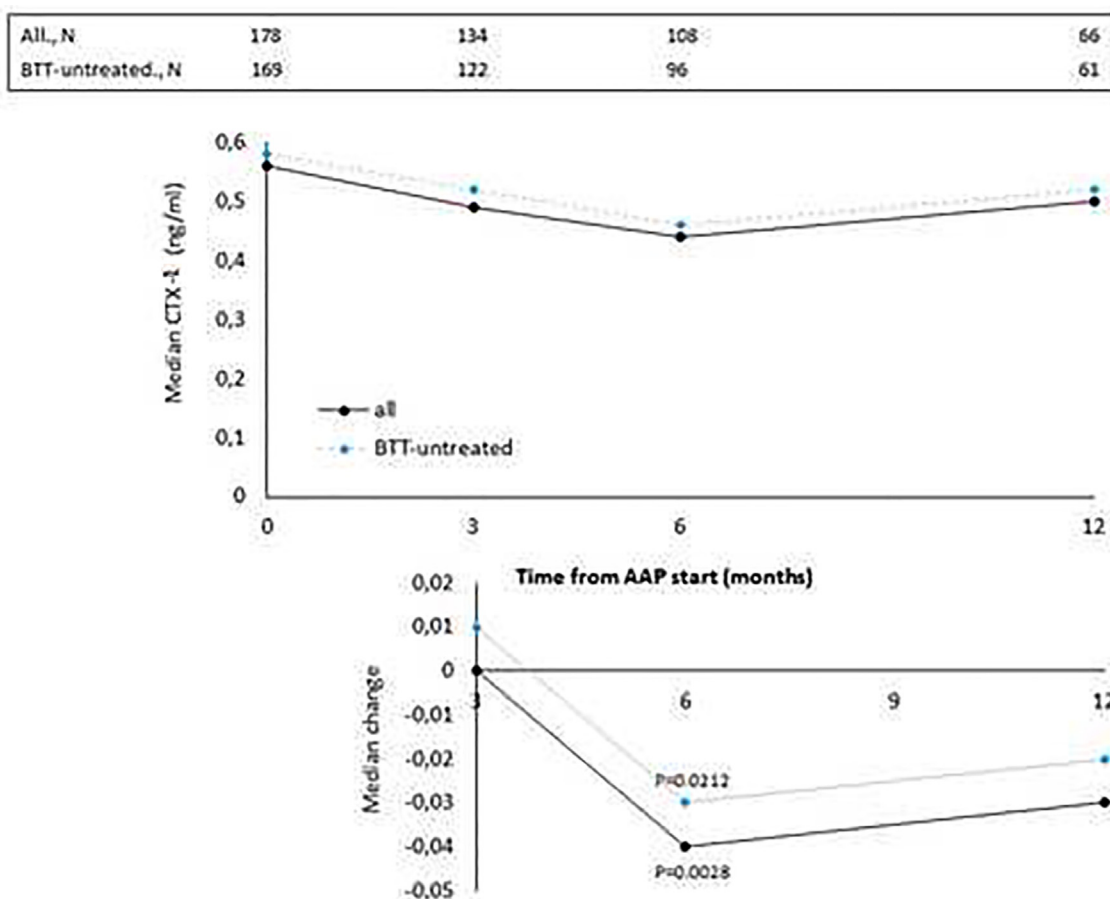 All., N 178 134 108 66
BTT-untreated., N 169 122 96 61
0,6
0,5
0,4
0,3
0,2
0,1
0
Median CTX-1 (ng/ml)
all
BTT-untreated
0 3 6 12
Time from AAP start (months)
0,02
0,01
0
-0,01
-0,02
-0,03
-0,04
-0,05
Median change
3 6 9 12
P=0.0212
P=0.0028